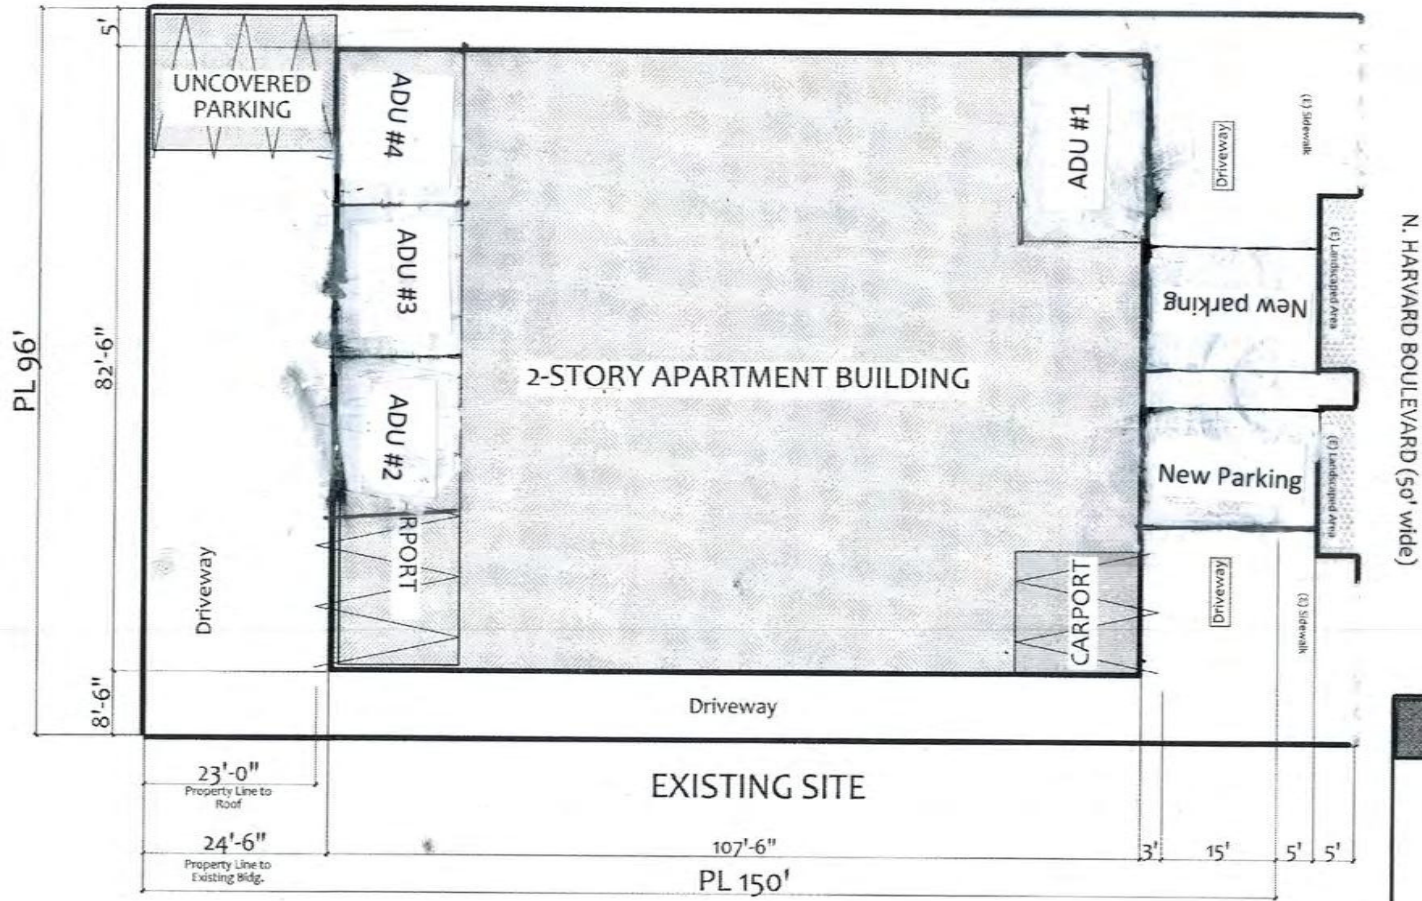 5'
UNCOVERED
PARKING
ADU #4
ADU #1
Driveway
(E) Sidewalk
ADU #3
New parking
(E) Landscaped Area
N. HARVARD BOULEVARD (50' wide)
PL 96'
82'-6"
2-STORY APARTMENT BUILDING
ADU #2
New Parking
(E) Landscaped Area
RPORT
CARPORT
Driveway
Driveway
(E) Sidewalk
8'-6"
Driveway
23'-0"
Property Line to
Roof
EXISTING SITE
24'-6"
Property Line to
Existing Bldg.
107'-6"
3'
15'
5'
5'
PL 150'